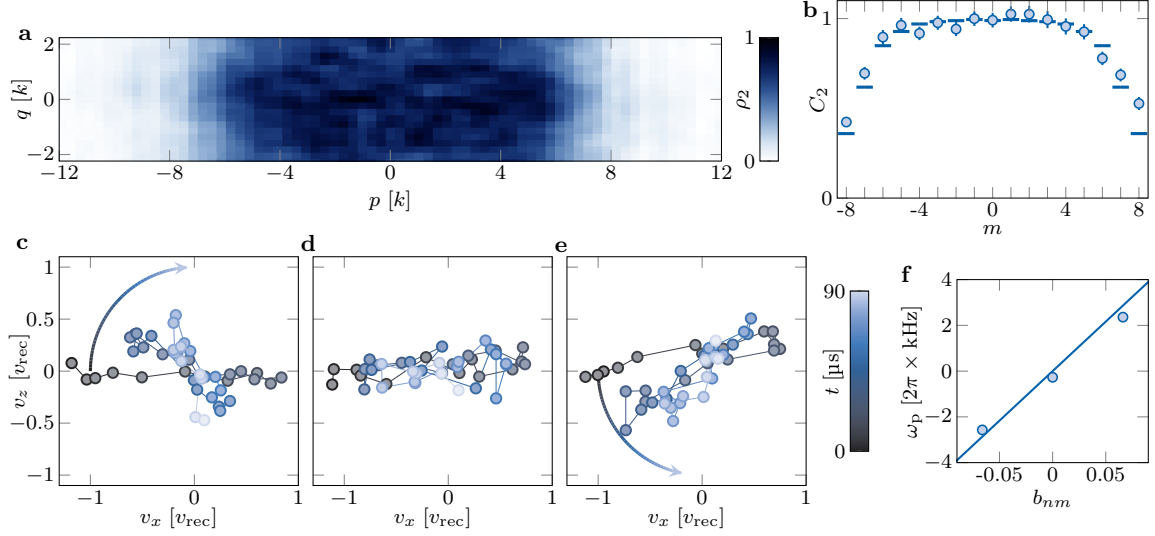 a
2
0
−2
q [k]
−12
−8
−4
0
4
8
12
p [k]
1
0
ρ2
b
1
0
C2
-8
-4
0
4
8
m
c
1
0.5
0
−0.5
−1
vz [vrec]
−1
0
1
vx [vrec]
d
−1
0
1
vx [vrec]
e
−1
0
1
vx [vrec]
90
0
t [µs]
f
4
2
0
−2
−4
ωp [2π × kHz]
-0.05
0
0.05
bnm